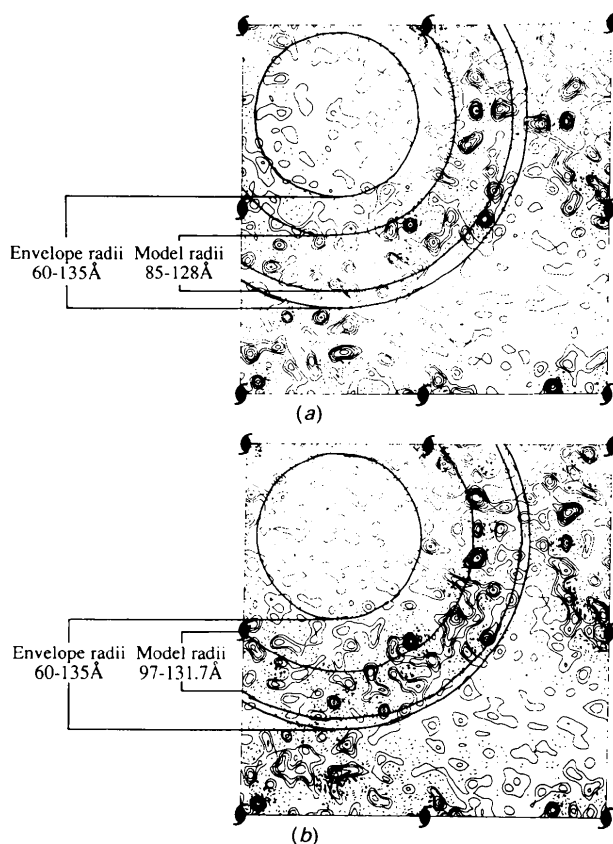 Envelope radii Model radii
60-135Å 85-128Å
(a)
Envelope radii Model radii
60-135Å 97-131.7Å
(b)